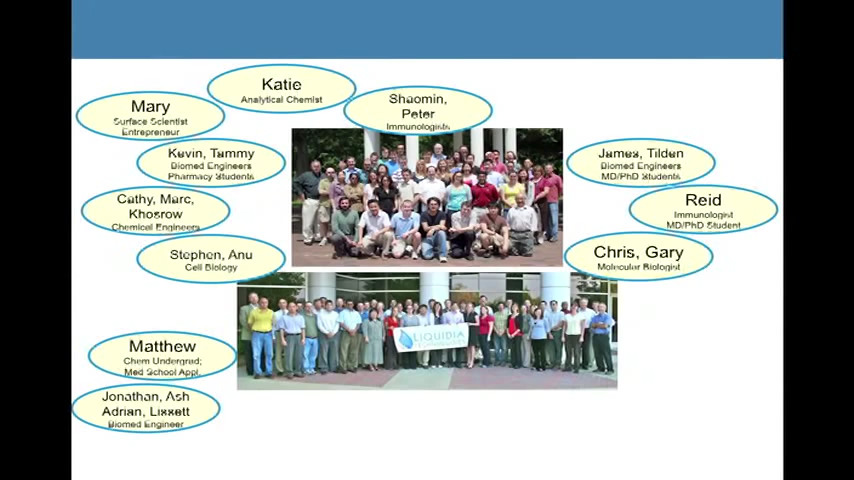 Katie
Analytical Chemist
Mary
Surface Scientist
Entrepreneur
Shaomin,
Peter
Immunologists
Kevin, Tammy
Biomed Engineers
Pharmacy Students
James, Tilden
Biomed Engineers
MD/PhD Students
Cathy, Marc,
Khosrow
Chemical Engineers
Reid
Immunologist
MD/PhD Student
Stephen, Anu
Cell Biology
Chris, Gary
Molecular Biologist
LIQUIDIA
TECHNOLOGIES
Matthew
Chem Undergrad;
Med School Appl.
Jonathan, Ash
Adrian, Lissett
Biomed Engineer